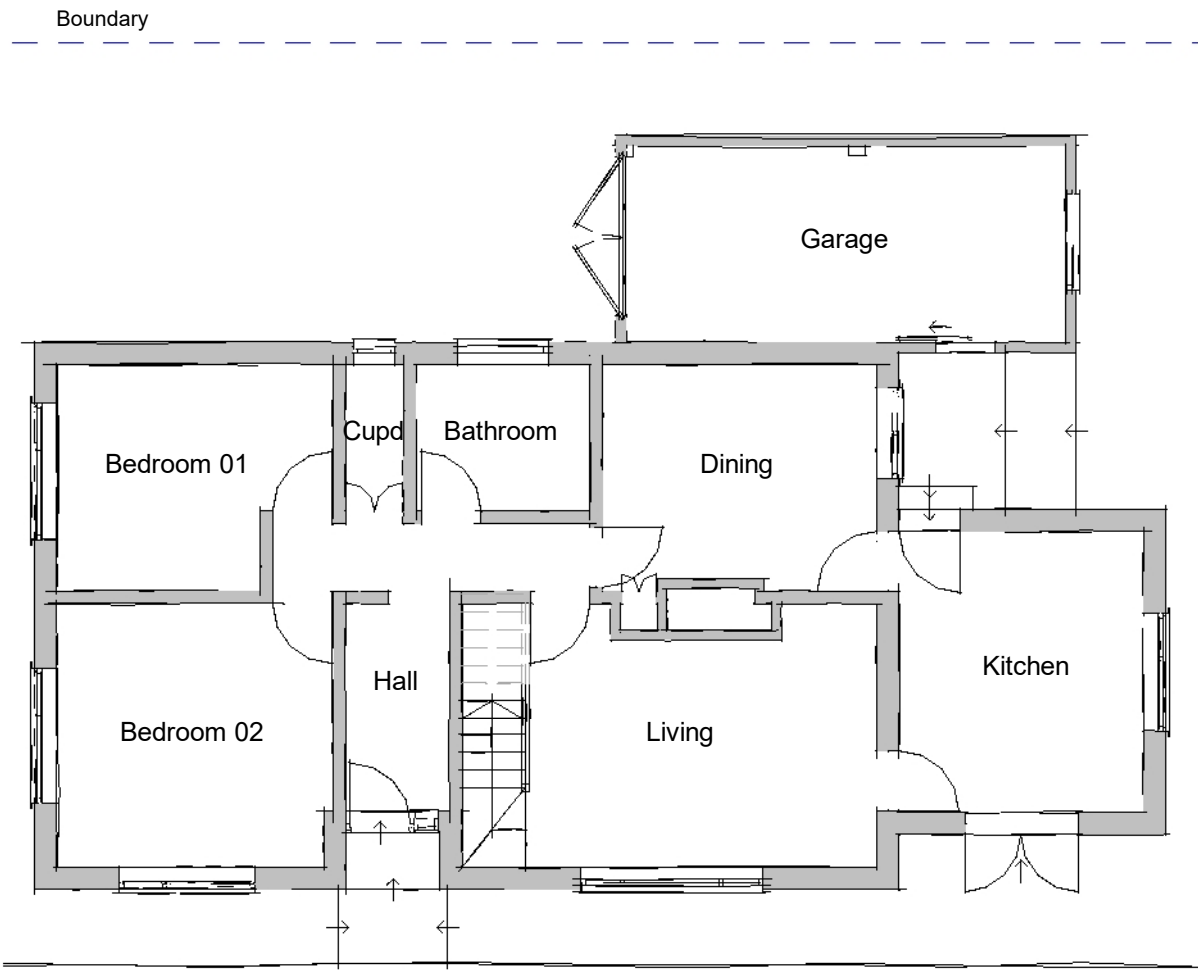 Boundary
Garage
Cupd
Bathroom
Bedroom 01
Dining
Kitchen
Hall
Bedroom 02
Living